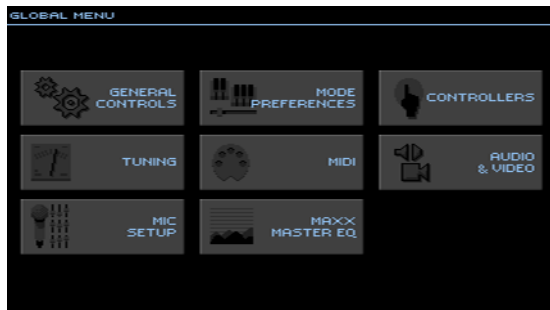 GLOBAL MENU
GENERAL
CONTROLS
MODE
PREFERENCES
CONTROLLERS
TUNING
MIDI
AUDIO
& VIDEO
MIC
SETUP
MAXX
MASTER EQ